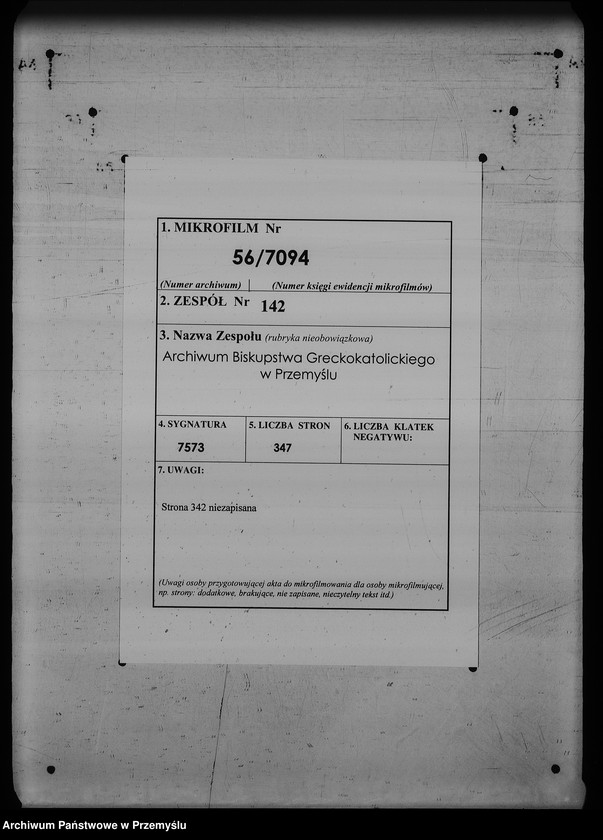 1. MIKROFILM Nr
56/7094
(Numer archiwum) | (Numer księgi ewidencji mikrofilmów)
2. ZESPÓŁ Nr 142
3. Nazwa Zespołu (rubryka nieobowiązkowa)
Archiwum Biskupstwa Greckokatolickiego
w Przemyślu
4. SYGNATURA
7573
5. LICZBA STRON
347
6. LICZBA KLATEK
NEGATYWU:
7. UWAGI:
Strona 342 niezapisana
(Uwagi osoby przygotowującej akta do mikrofilmowania dla osoby mikrofilmującej,
np. strony: dodatkowe, brakujące, nie zapisane, nieczytelny tekst itd.)
Archiwum Państwowe w Przemyślu